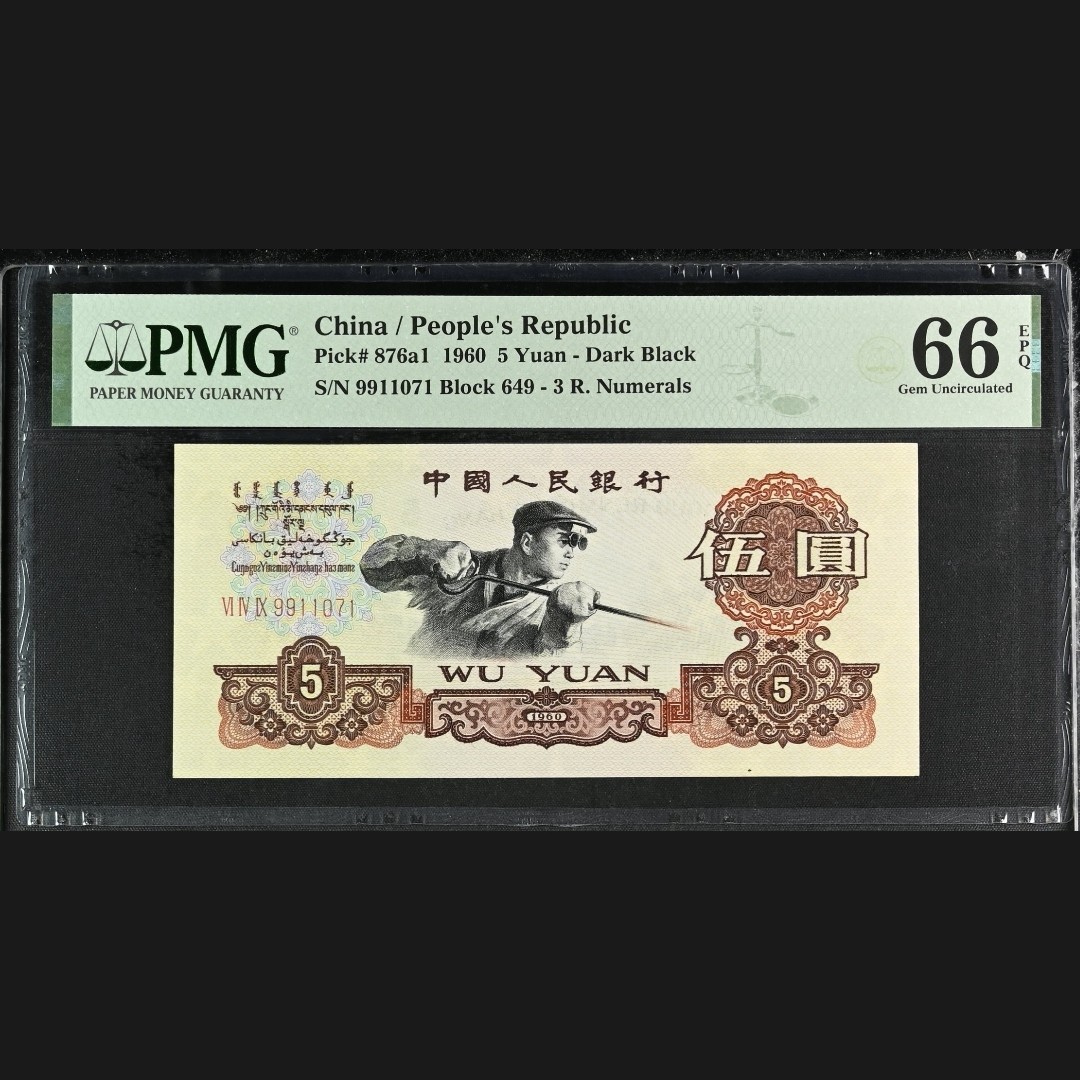 PMG®
PAPER MONEY GUARANTY
China / People's Republic
Pick# 876a1 1960 5 Yuan - Dark Black
S/N 9911071 Block 649 - 3 R. Numerals
66
EPQ
Gem Uncirculated
中國人民銀行
VI IV IX 9911071
伍圓
WU YUAN
5
1960
5